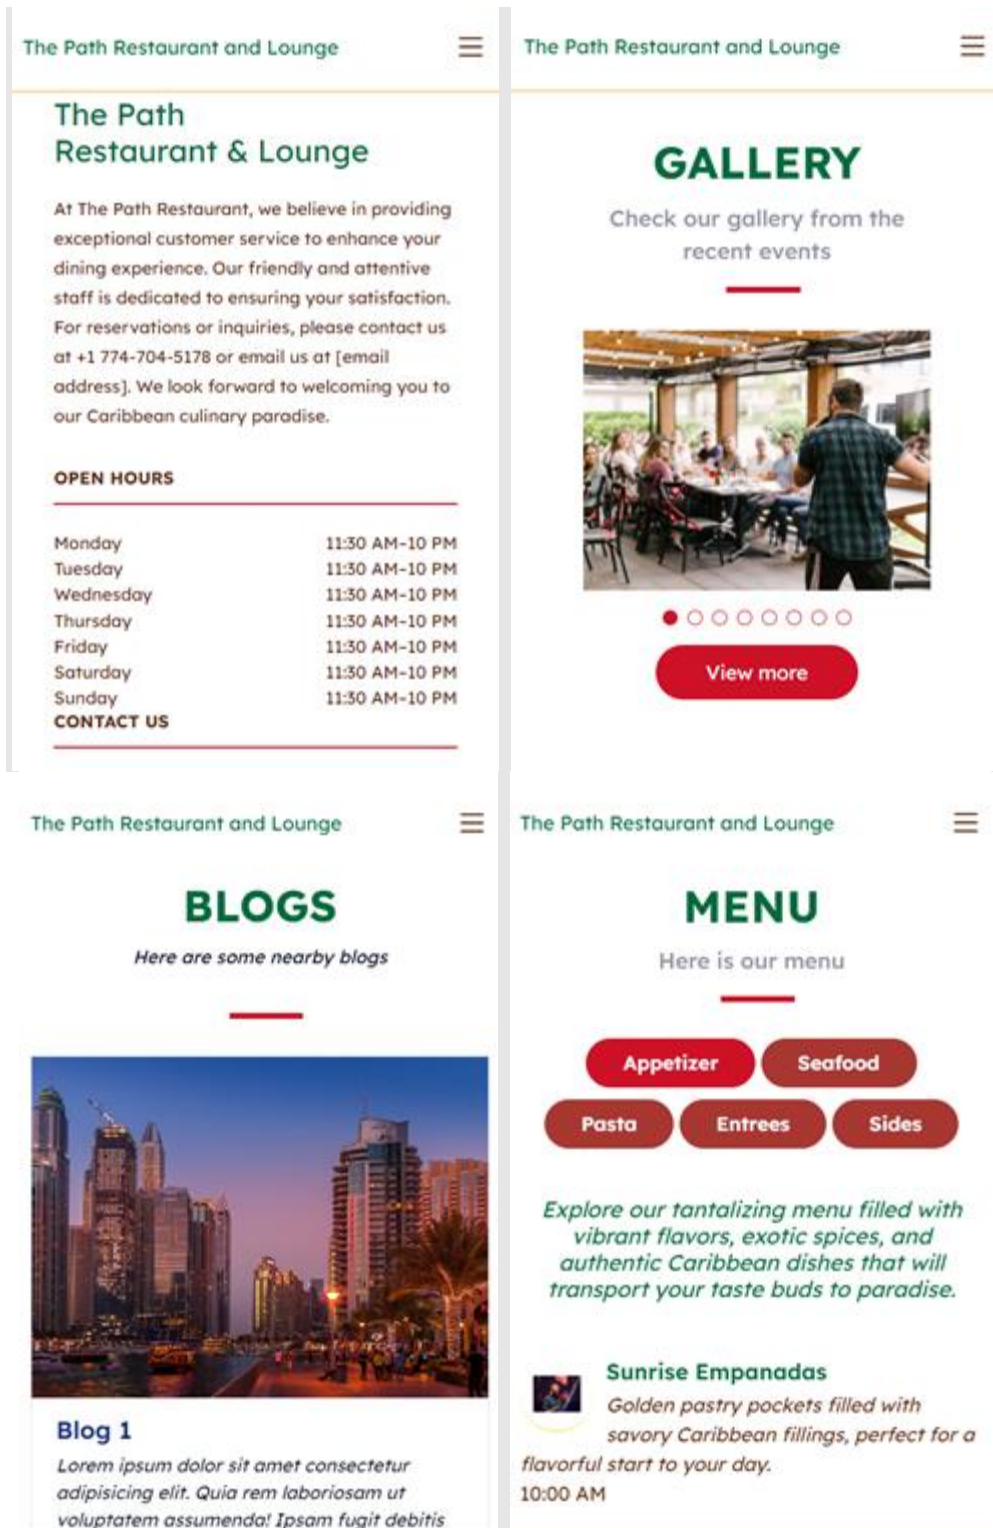 The Path Restaurant and Lounge
The Path
Restaurant & Lounge
At The Path Restaurant, we believe in providing
exceptional customer service to enhance your
dining experience. Our friendly and attentive
staff is dedicated to ensuring your satisfaction.
For reservations or inquiries, please contact us
at +1 774-704-5178 or email us at [email
address]. We look forward to welcoming you to
our Caribbean culinary paradise.
OPEN HOURS
Monday 11:30 AM-10 PM
Tuesday 11:30 AM-10 PM
Wednesday 11:30 AM-10 PM
Thursday 11:30 AM-10 PM
Friday 11:30 AM-10 PM
Saturday 11:30 AM-10 PM
Sunday 11:30 AM-10 PM
CONTACT US
The Path Restaurant and Lounge
GALLERY
Check our gallery from the
recent events
View more
The Path Restaurant and Lounge
BLOGS
Here are some nearby blogs
Blog 1
Lorem ipsum dolor sit amet consectetur
adipisicing elit. Quia rem laboriosam ut
voluptatem assumenda! Ipsam fugit debitis
The Path Restaurant and Lounge
MENU
Here is our menu
Appetizer Seafood
Pasta Entrees Sides
Explore our tantalizing menu filled with
vibrant flavors, exotic spices, and
authentic Caribbean dishes that will
transport your taste buds to paradise.
Sunrise Empanadas
Golden pastry pockets filled with
savory Caribbean fillings, perfect for a
flavorful start to your day.
10:00 AM